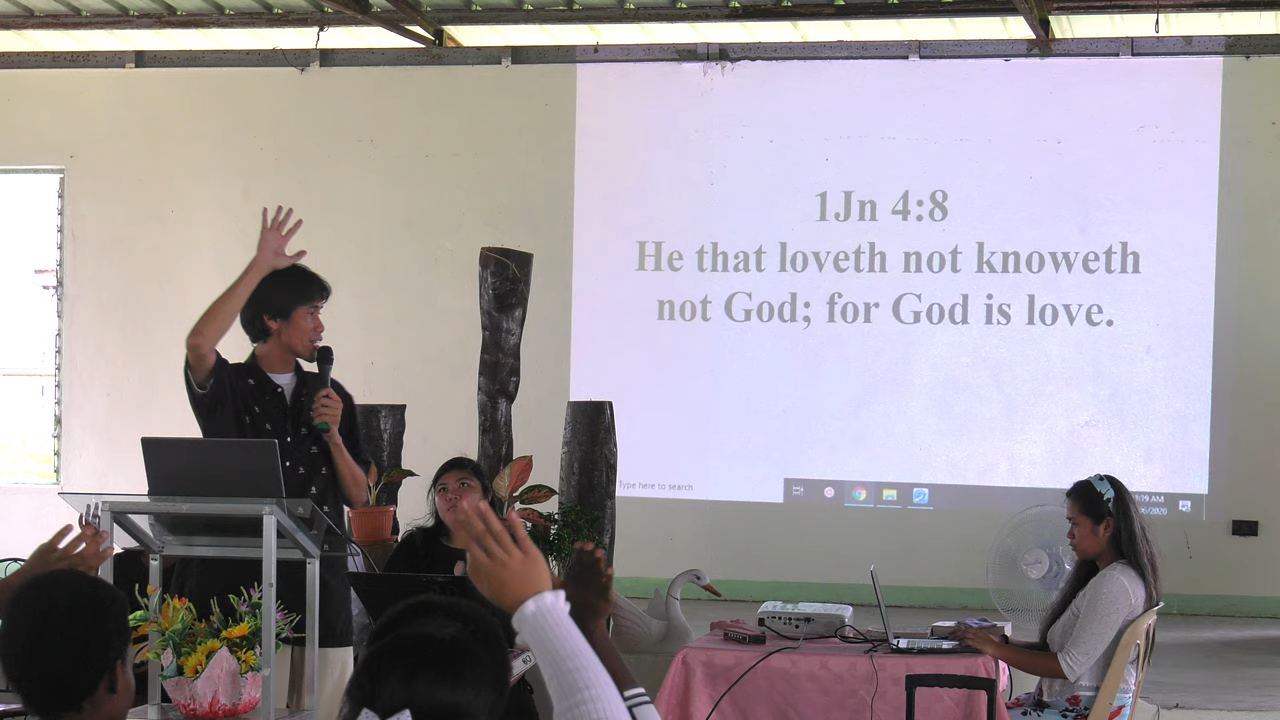 1Jn 4:8
He that loveth not knoweth
not God; for God is love.
Type here to search